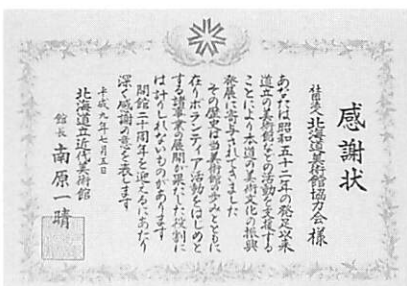 感謝状
社団法人北海道美術館協力会様
あなたは昭和五十二年の発足以来
道立の美術館などの活動を支援する
ことにより本道の美術文化の振興
発展に寄与されてきました
その歴史は当美術館の歩みとともに
在りボランティア活動をはじめと
する諸事業の展開が果たした役割に
は計りしれないものがあります
開館二十周年を迎えるにあたり
深く感謝の意を表します
平成九年七月五日
北海道立近代美術館
館長 南原一晴